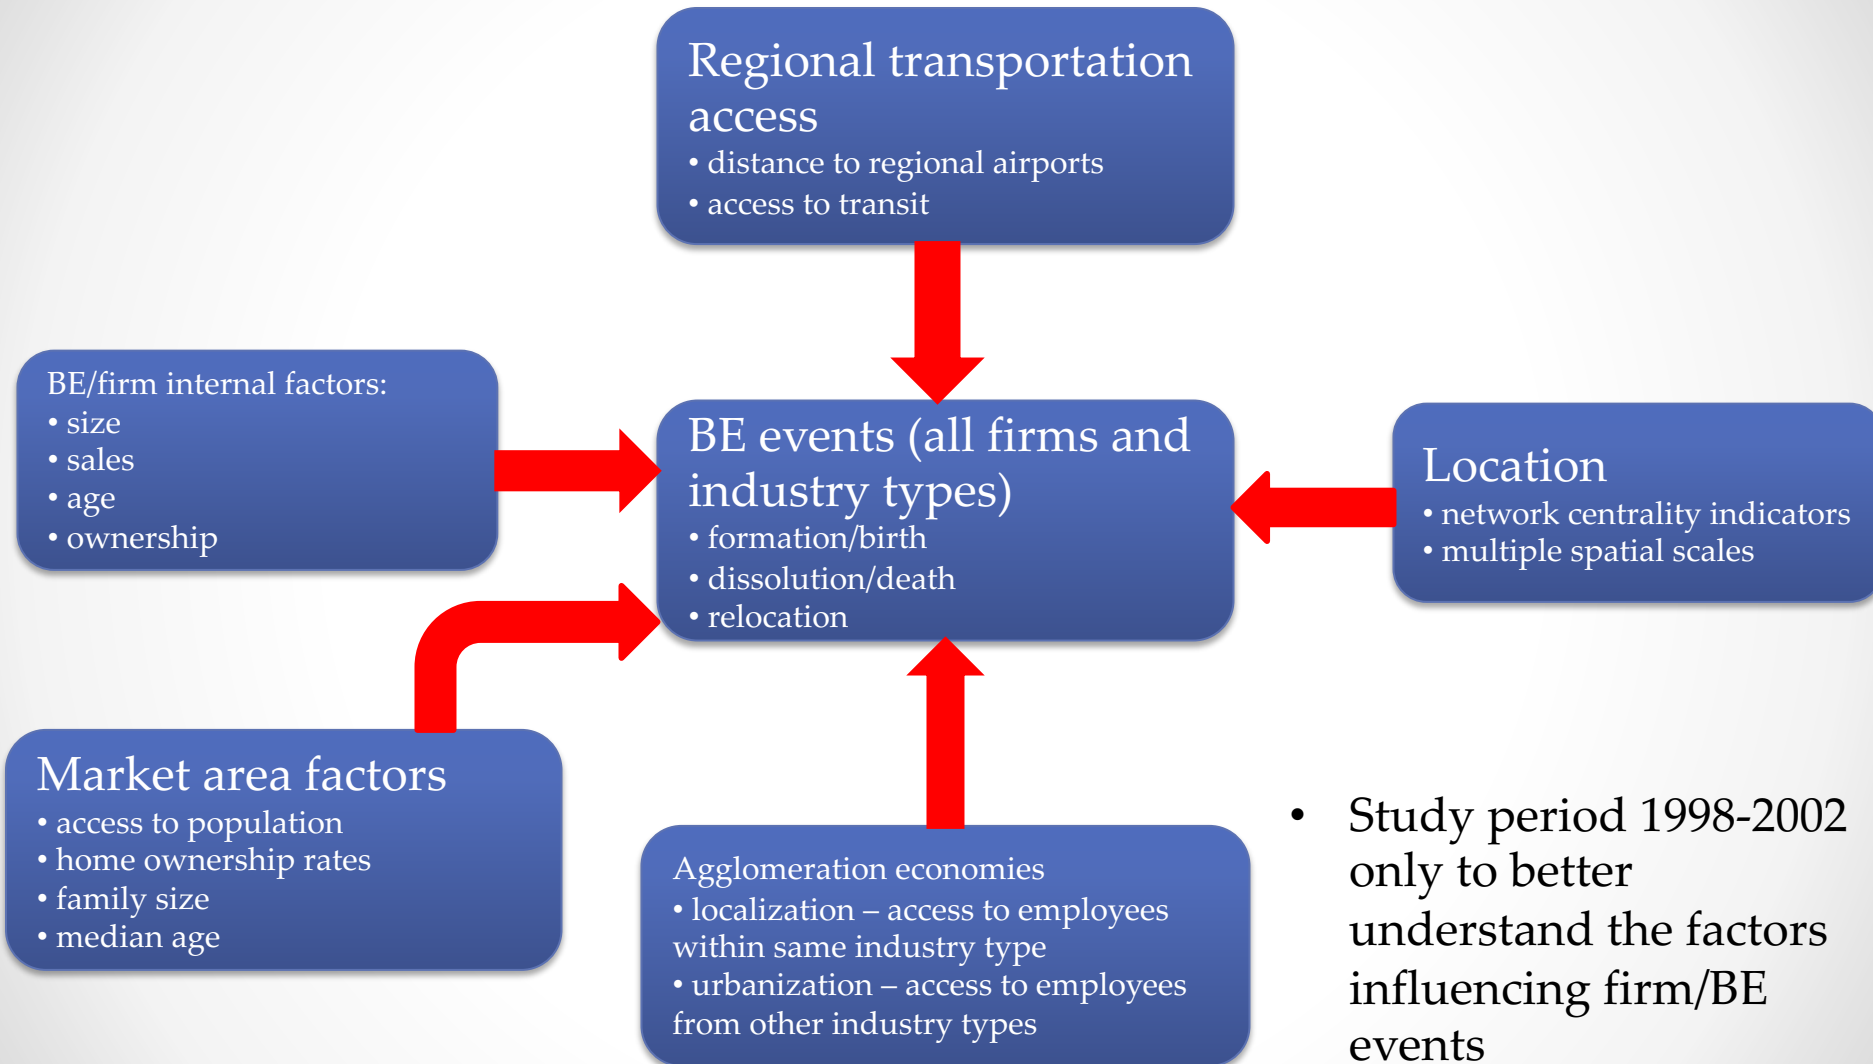 Regional transportation
access
• distance to regional airports
• access to transit
BE/firm internal factors:
• size
• sales
• age
• ownership
BE events (all firms and
industry types)
• formation/birth
• dissolution/death
• relocation
Location
• network centrality indicators
• multiple spatial scales
Market area factors
• access to population
• home ownership rates
• family size
• median age
Agglomeration economies
• localization – access to employees
within same industry type
• urbanization – access to employees
from other industry types
• Study period 1998-2002
only to better
understand the factors
influencing firm/BE
events